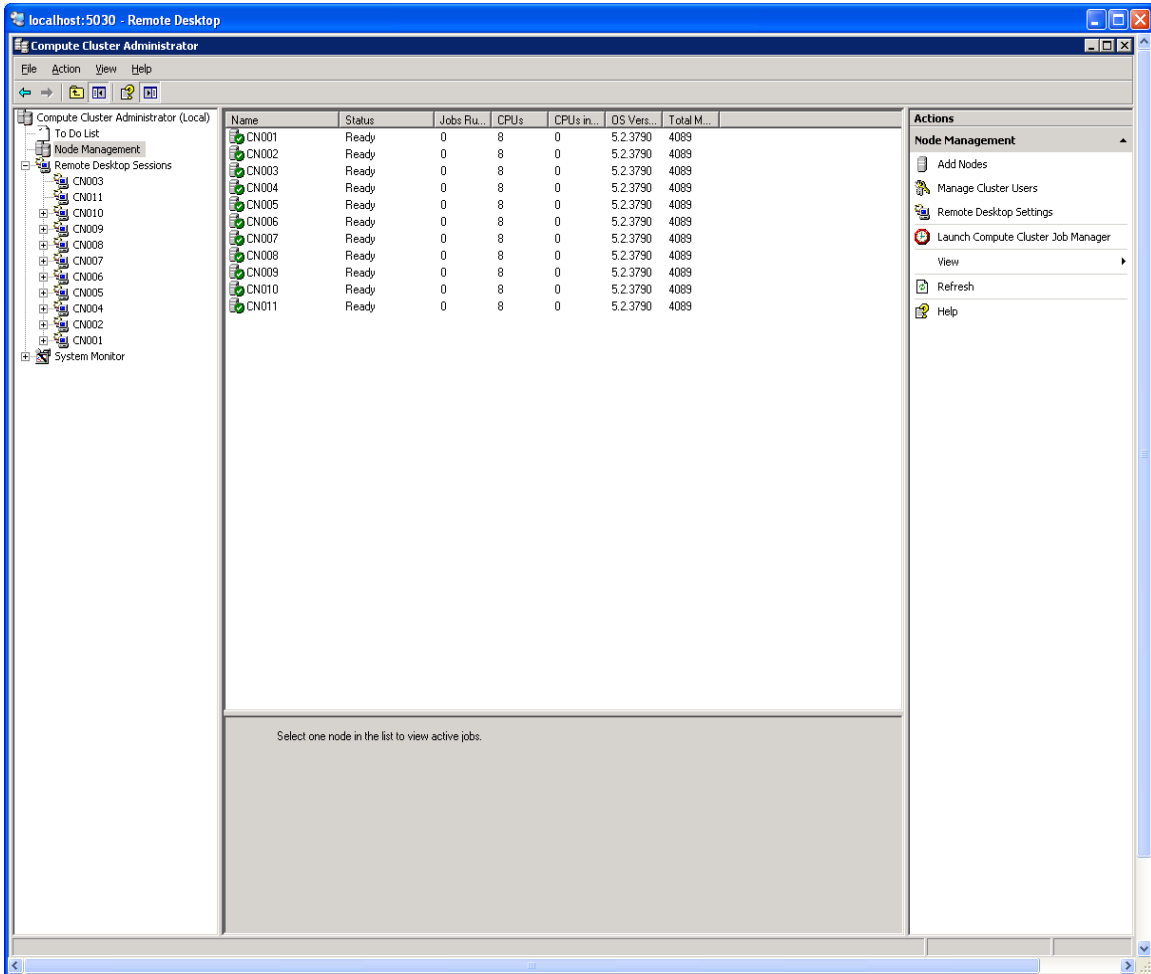 localhost:5030 - Remote Desktop
Compute Cluster Administrator
File Action View Help
Compute Cluster Administrator (Local)
To Do List
Node Management
Remote Desktop Sessions
CN003
CN011
CN010
CN009
CN008
CN007
CN006
CN005
CN004
CN002
CN001
System Monitor
Name Status Jobs Ru... CPUs CPUs in... OS Vers... Total M...
CN001 Ready 0 8 0 5.2.3790 4089
CN002 Ready 0 8 0 5.2.3790 4089
CN003 Ready 0 8 0 5.2.3790 4089
CN004 Ready 0 8 0 5.2.3790 4089
CN005 Ready 0 8 0 5.2.3790 4089
CN006 Ready 0 8 0 5.2.3790 4089
CN007 Ready 0 8 0 5.2.3790 4089
CN008 Ready 0 8 0 5.2.3790 4089
CN009 Ready 0 8 0 5.2.3790 4089
CN010 Ready 0 8 0 5.2.3790 4089
CN011 Ready 0 8 0 5.2.3790 4089
Select one node in the list to view active jobs.
Actions
Node Management
Add Nodes
Manage Cluster Users
Remote Desktop Settings
Launch Compute Cluster Job Manager
View
Refresh
Help